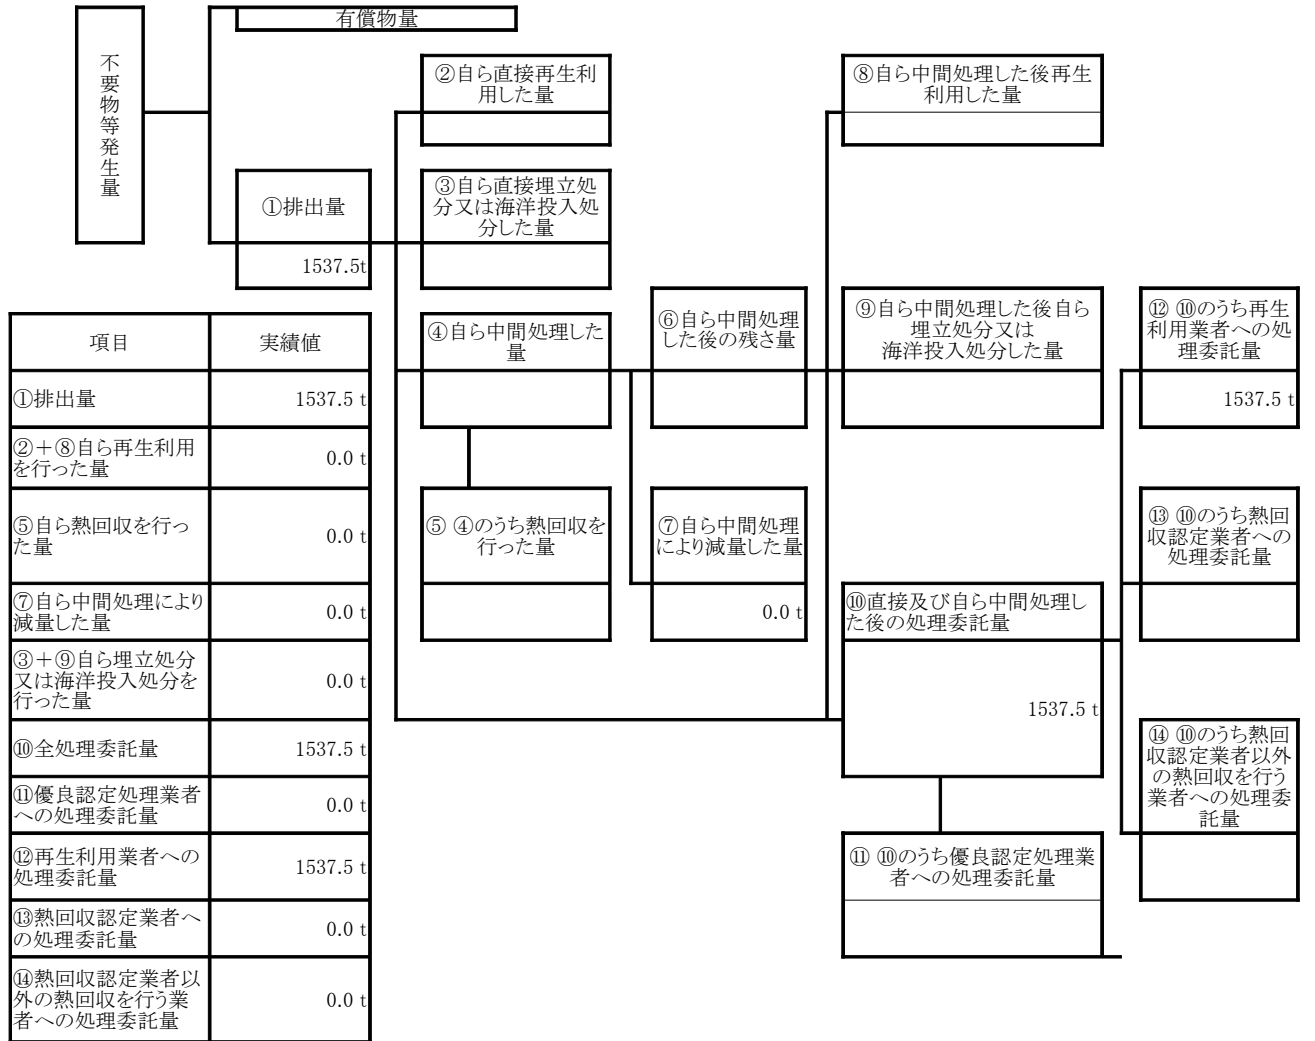 有償物量
不要物等発生量
②自ら直接再生利
用した量
⑧自ら中間処理した後再生
利用した量
①排出量
1537.5t
③自ら直接埋立処
分又は海洋投入処
分した量
④自ら中間処理した
量
⑥自ら中間処理
した後の残さ量
⑨自ら中間処理した後自ら
埋立処分又は
海洋投入処分した量
⑫ ⑩のうち再生
利用業者への処
理委託量
1537.5 t
⑤ ④のうち熱回収を
行った量
⑦自ら中間処理
により減量した量
0.0 t
⑬ ⑩のうち熱回
収認定業者への
処理委託量
⑩直接及び自ら中間処理し
た後の処理委託量
1537.5 t
⑭ ⑩のうち熱回
収認定業者以外
の熱回収を行う
業者への処理委
託量
⑪ ⑩のうち優良認定処理業
者への処理委託量
項目 実績値
①排出量 1537.5 t
②+⑧自ら再生利用
を行った量 0.0 t
⑤自ら熱回収を行っ
た量 0.0 t
⑦自ら中間処理により
減量した量 0.0 t
③+⑨自ら埋立処分
又は海洋投入処分を
行った量 0.0 t
⑩全処理委託量 1537.5 t
⑪優良認定処理業者
への処理委託量 0.0 t
⑫再生利用業者への
処理委託量 1537.5 t
⑬熱回収認定業者へ
の処理委託量 0.0 t
⑭熱回収認定業者以
外の熱回収を行う業
者への処理委託量 0.0 t